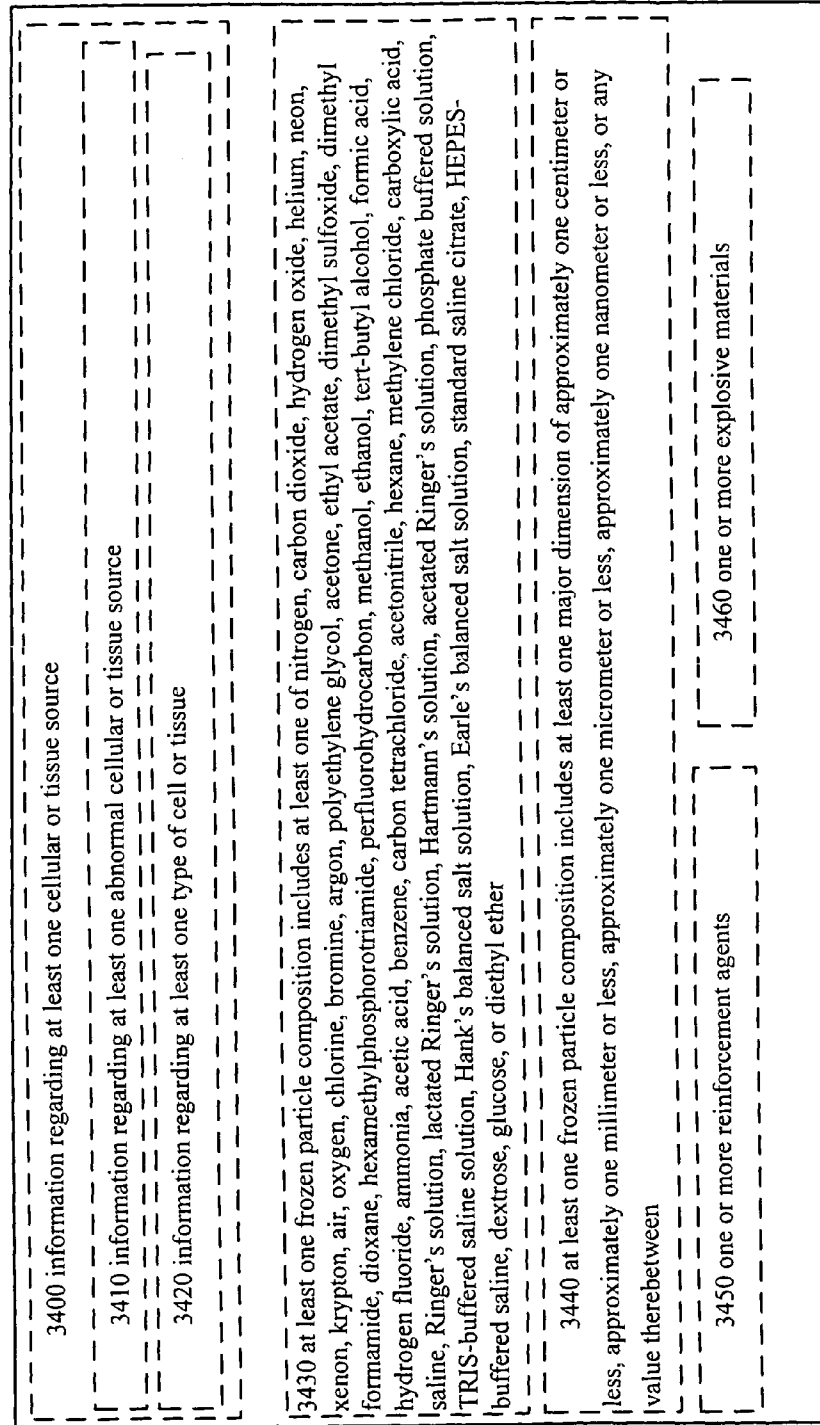 3400 information regarding at least one cellular or tissue source
3410 information regarding at least one abnormal cellular or tissue source
3420 information regarding at least one type of cell or tissue
3430 at least one frozen particle composition includes at least one of nitrogen, carbon dioxide, hydrogen oxide, helium, neon,
xenon, krypton, air, oxygen, chlorine, bromine, argon, polyethylene glycol, acetone, ethyl acetate, dimethyl sulfoxide, dimethyl
formamide, dioxane, hexamethylphosphorotriamide, perfluorohydrocarbon, methanol, ethanol, tert-butyl alcohol, formic acid,
hydrogen fluoride, ammonia, acetic acid, benzene, carbon tetrachloride, acetonitrile, hexane, methylene chloride, carboxylic acid,
saline, Ringer's solution, lactated Ringer's solution, Hartmann's solution, acetated Ringer's solution, phosphate buffered solution,
TRIS-buffered saline solution, Hank's balanced salt solution, Earle's balanced salt solution, standard saline citrate, HEPES-
buffered saline, dextrose, glucose, or diethyl ether
3440 at least one frozen particle composition includes at least one major dimension of approximately one centimeter or
less, approximately one millimeter or less, approximately one micrometer or less, approximately one nanometer or less, or any
value therebetween
3450 one or more reinforcement agents
3460 one or more explosive materials